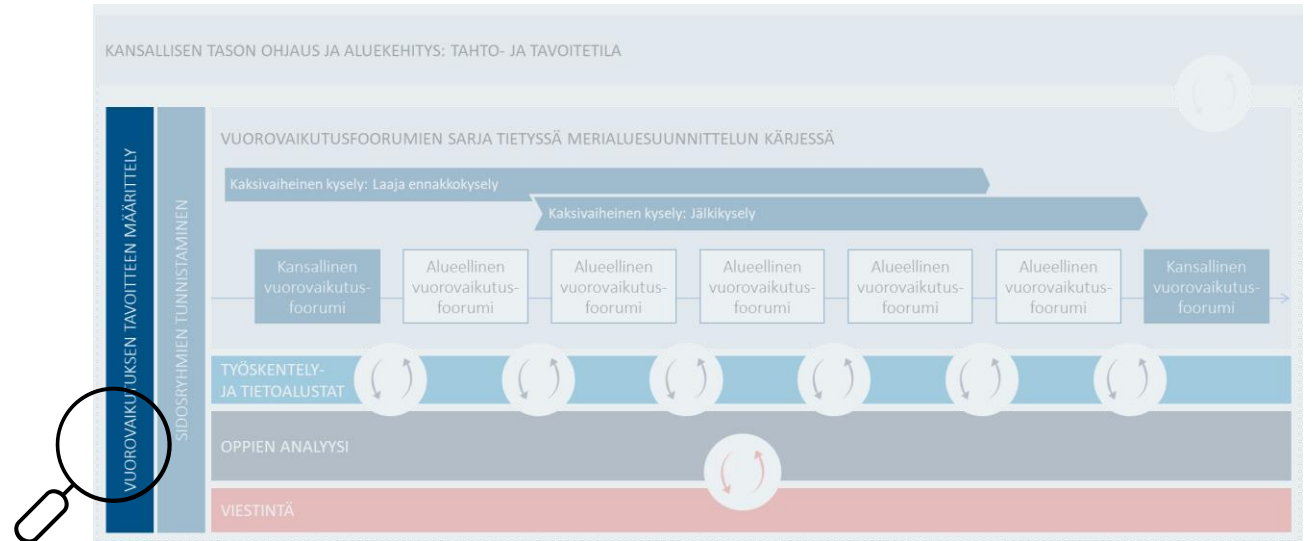 KANSALLISEN TASON OHJAUS JA ALUEKEHITYS: TAHTO- JA TAVOITETILA
VUOROVAIKUTUKSEN TAVOITTEEN MÄÄRITTELY
SIDOSRYHMIEN TUNNISTAMINEN
VUOROVAIKUTUSFOORUMIEN SARJA TIETYSSÄ MERIALUESUUNNITTELUN KÄRJESSÄ
Kaksivaiheinen kysely: Laaja ennakkokysely
Kaksivaiheinen kysely: Jälkikysely
Kansallinen
vuorovaikutus-
foorumi
Alueellinen
vuorovaikutus-
foorumi
Alueellinen
vuorovaikutus-
foorumi
Alueellinen
vuorovaikutus-
foorumi
Alueellinen
vuorovaikutus-
foorumi
Alueellinen
vuorovaikutus-
foorumi
Kansallinen
vuorovaikutus-
foorumi
TYÖSKENTELY-
JA TIETOALUSTAT
OPPIEN ANALYYSI
VIESTINTÄ